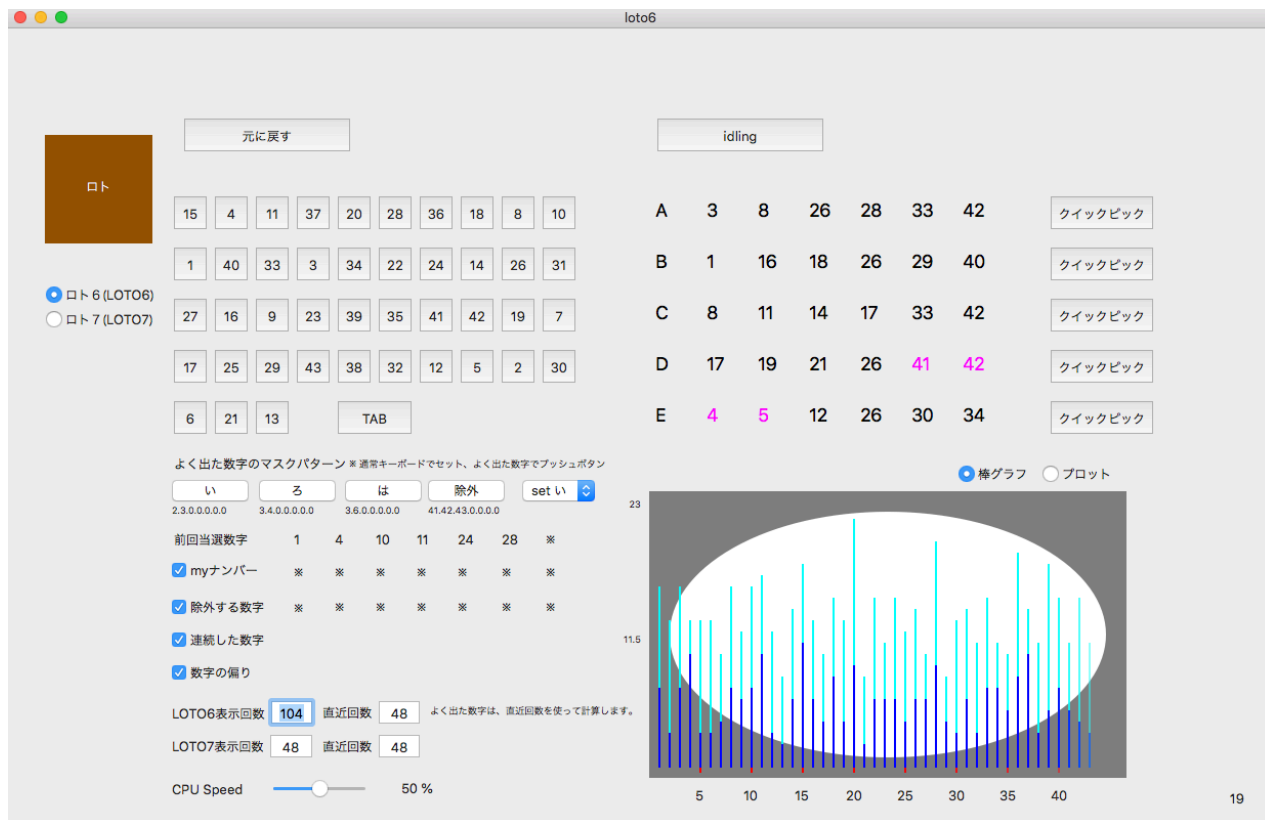 loto6
元に戻す
idling
ロト
15 4 11 37 20 28 36 18 8 10
A 3 8 26 28 33 42 クイックピック
1 40 33 3 34 22 24 14 26 31
B 1 16 18 26 29 40 クイックピック
ロト6(LOTO6)
ロト7(LOTO7)
27 16 9 23 39 35 41 42 19 7
C 8 11 14 17 33 42 クイックピック
17 25 29 43 38 32 12 5 2 30
D 17 19 21 26 41 42 クイックピック
6 21 13 TAB
E 4 5 12 26 30 34 クイックピック
よく出た数字のマスクパターン ※ 通常キーボードでセット、よく出た数字でプッシュボタン
い ろ は 除外 set い
2.3.0.0.0.0.0 3.4.0.0.0.0.0 3.6.0.0.0.0.0 41.42.43.0.0.0.0
前回当選数字 1 4 10 11 24 28 ※
myナンバー ※ ※ ※ ※ ※ ※ ※
除外する数字 ※ ※ ※ ※ ※ ※ ※
連続した数字
数字の偏り
LOTO6表示回数 104 直近回数 48 よく出た数字は、直近回数を使って計算します。
LOTO7表示回数 48 直近回数 48
CPU Speed 50 %
棒グラフ プロット
23
11.5
5 10 15 20 25 30 35 40
19